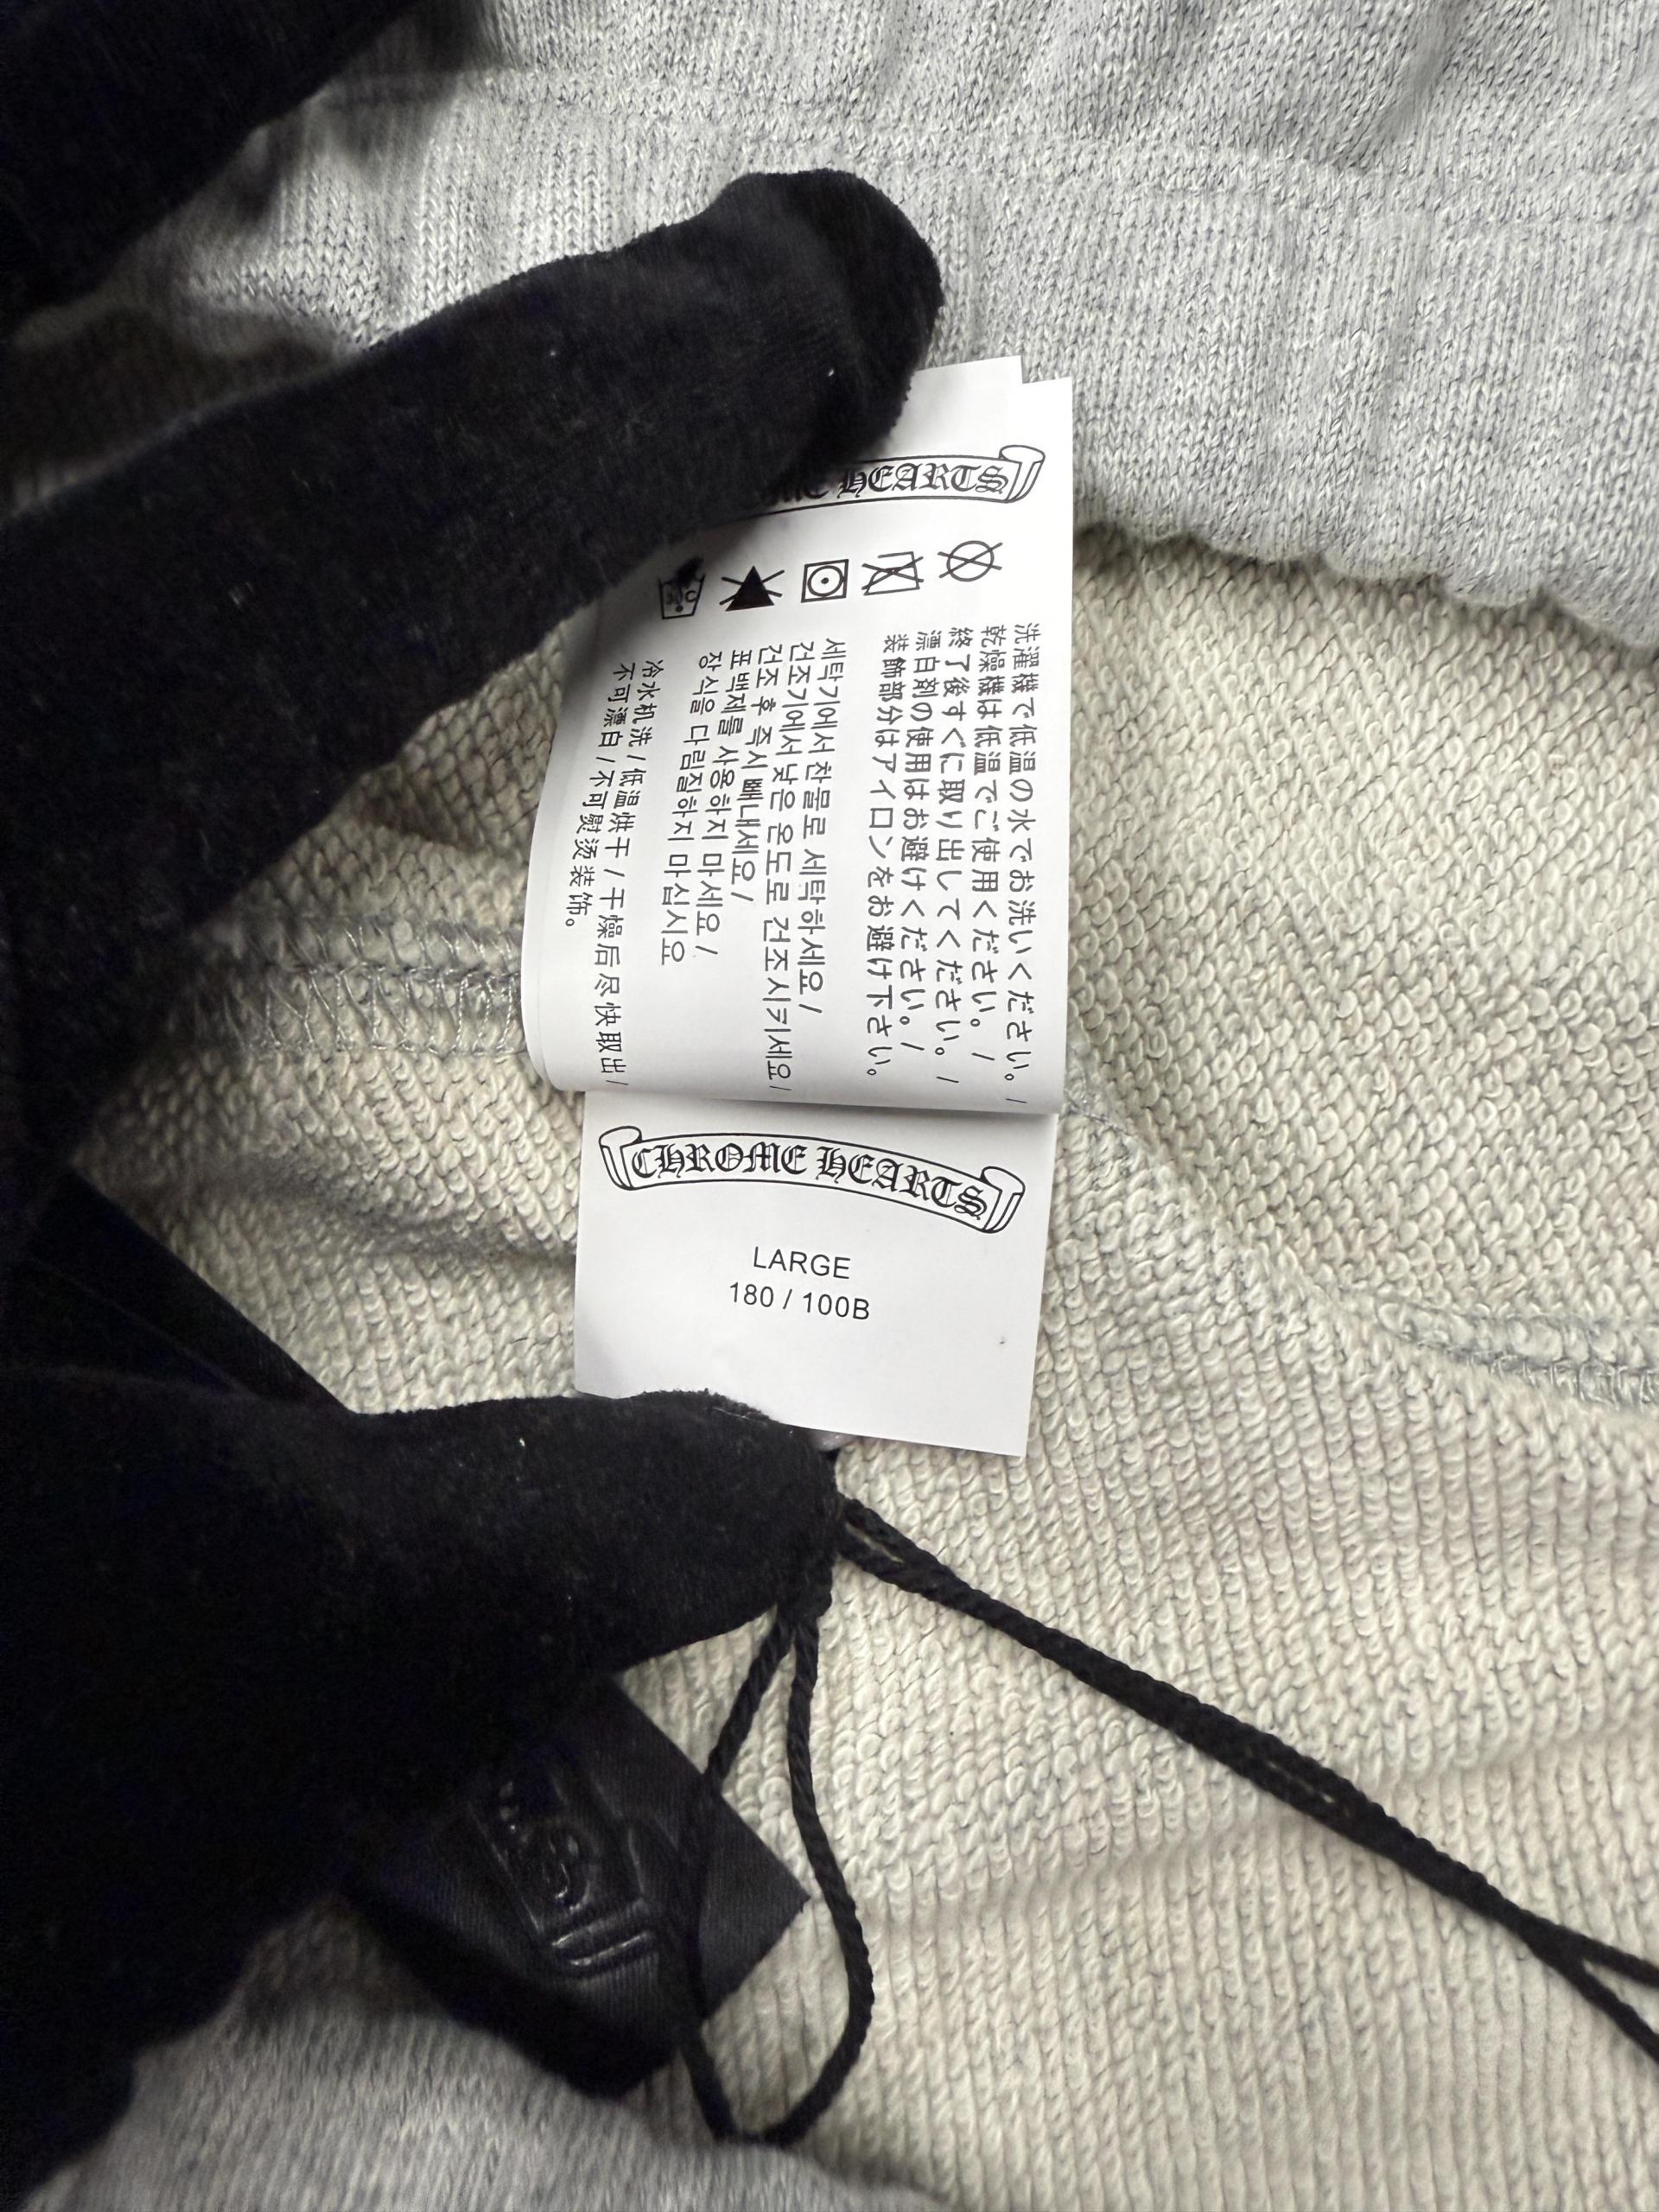 HEARTS
洗濯機で低温の水でお洗いください。/
乾燥機は低温でご使用ください。/
終了後すぐに取り出してください。/
漂白剤の使用はお避けください。/
装飾部分はアイロンをお避け下さい。
세탁기에서 찬물로 세탁하세요/
건조기에서 낮은 온도로 건조시키세요/
건조 후 즉시 빼내세요/
표백제를 사용하지 마세요/
장식을 다림질하지 마십시요
冷水机洗/低温烘干/干燥后尽快取出/
不可漂白/不可熨烫装饰。
CHROME HEARTS
LARGE
180 / 100B